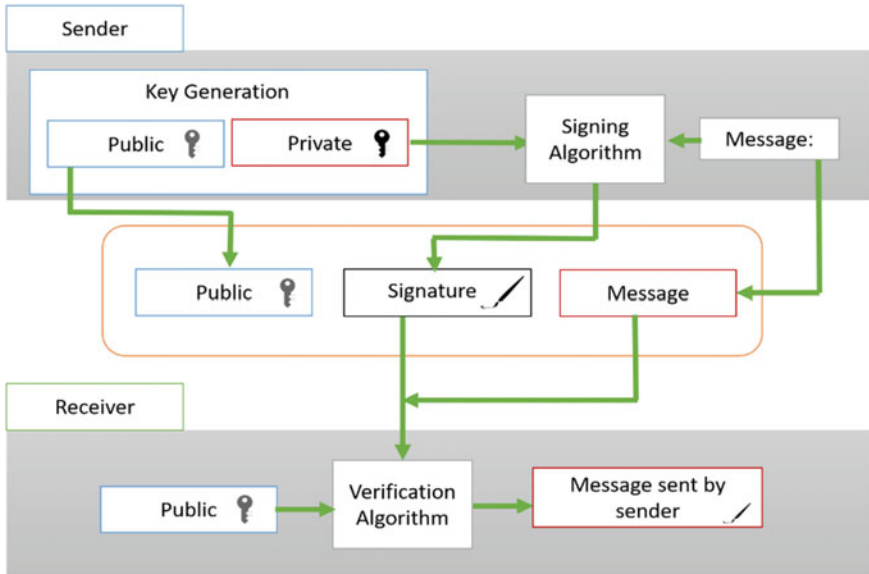 Sender
Key Generation
Public
Private
Signing
Algorithm
Message:
Public
Signature
Message
Receiver
Public
Verification
Algorithm
Message sent by
sender